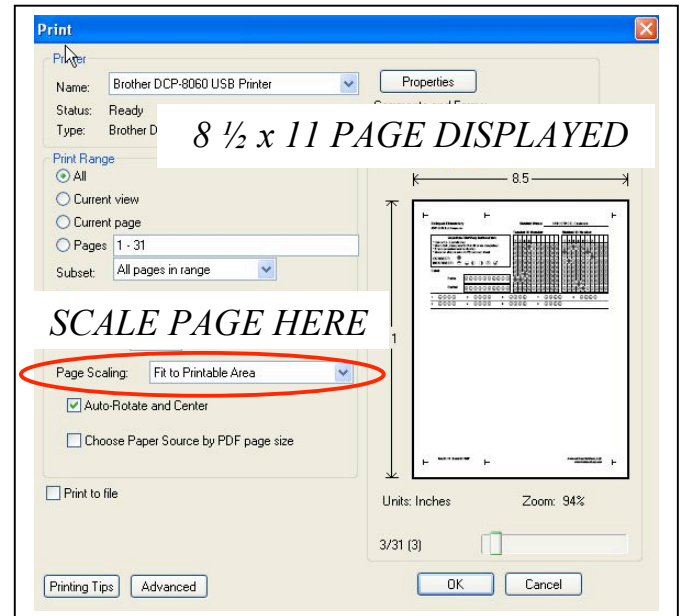 Print
Printer
Name: Brother DCP-8060 USB Printer Properties
Status: Ready
Type: Brother D
8 ½ x 11 PAGE DISPLAYED
Print Range
All
Current view
Current page
Pages 1 - 31
Subset: All pages in range
SCALE PAGE HERE
Page Scaling: Fit to Printable Area
Auto-Rotate and Center
Choose Paper Source by PDF page size
Print to file
8.5
1
Units: Inches Zoom: 94%
3/31 (3)
Printing Tips Advanced OK Cancel